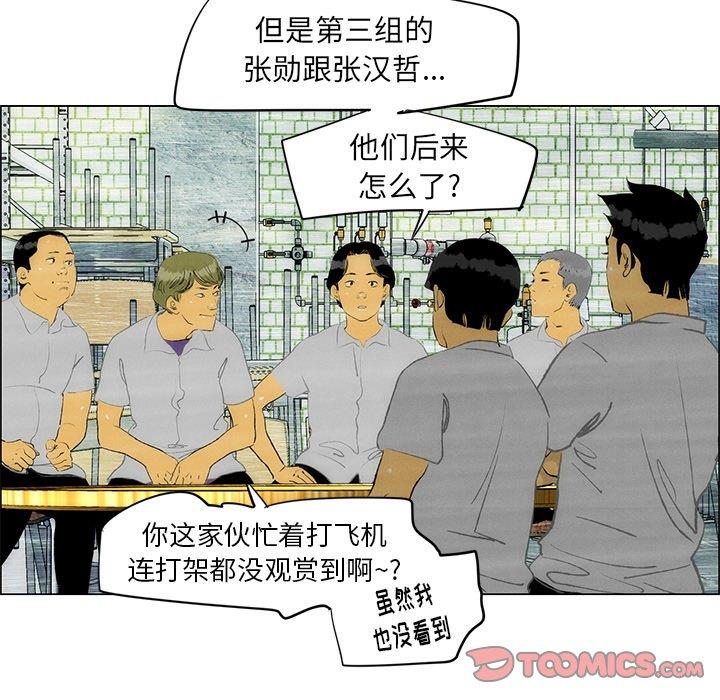 但是第三组的
张勋跟张汉哲...
他们后来
怎么了?
你这家伙忙着打飞机
连打架都没观赏到啊~?
虽然我
也没看到
TOOMICS.COM